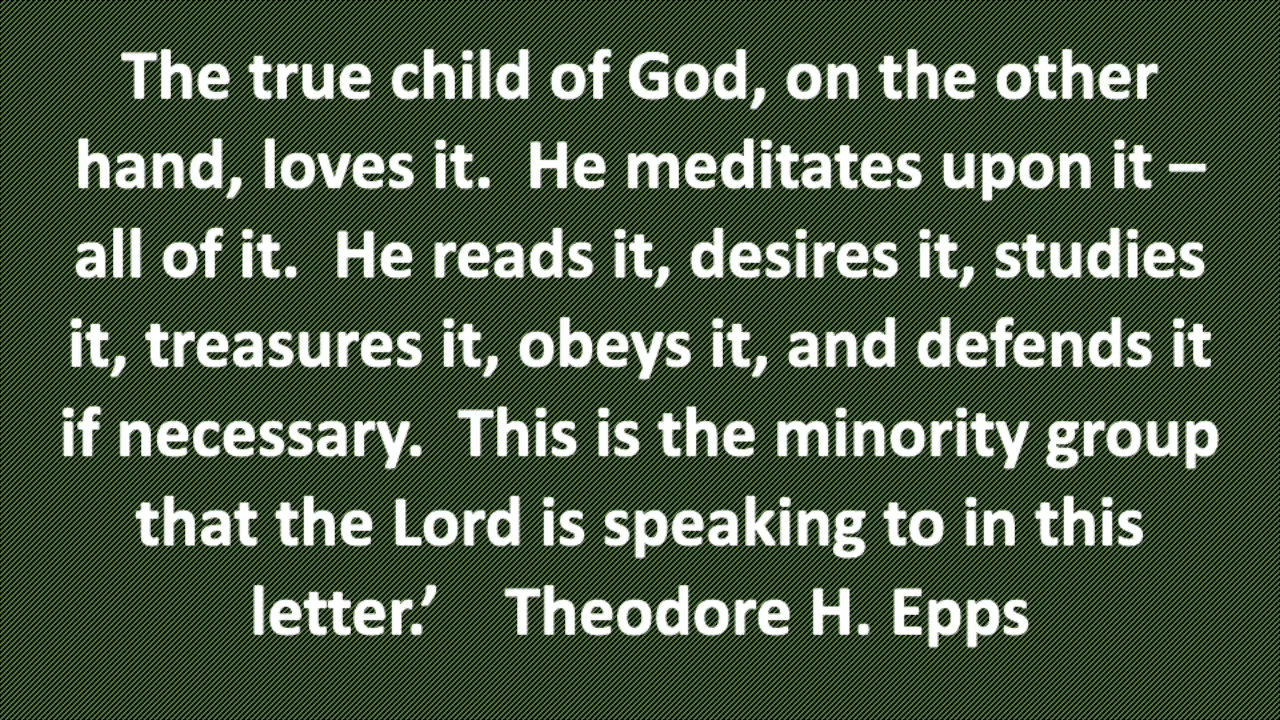 The true child of God, on the other
hand, loves it.  He meditates upon it –
all of it.  He reads it, desires it, studies
it, treasures it, obeys it, and defends it
if necessary.  This is the minority group
that the Lord is speaking to in this
letter.’    Theodore H. Epps